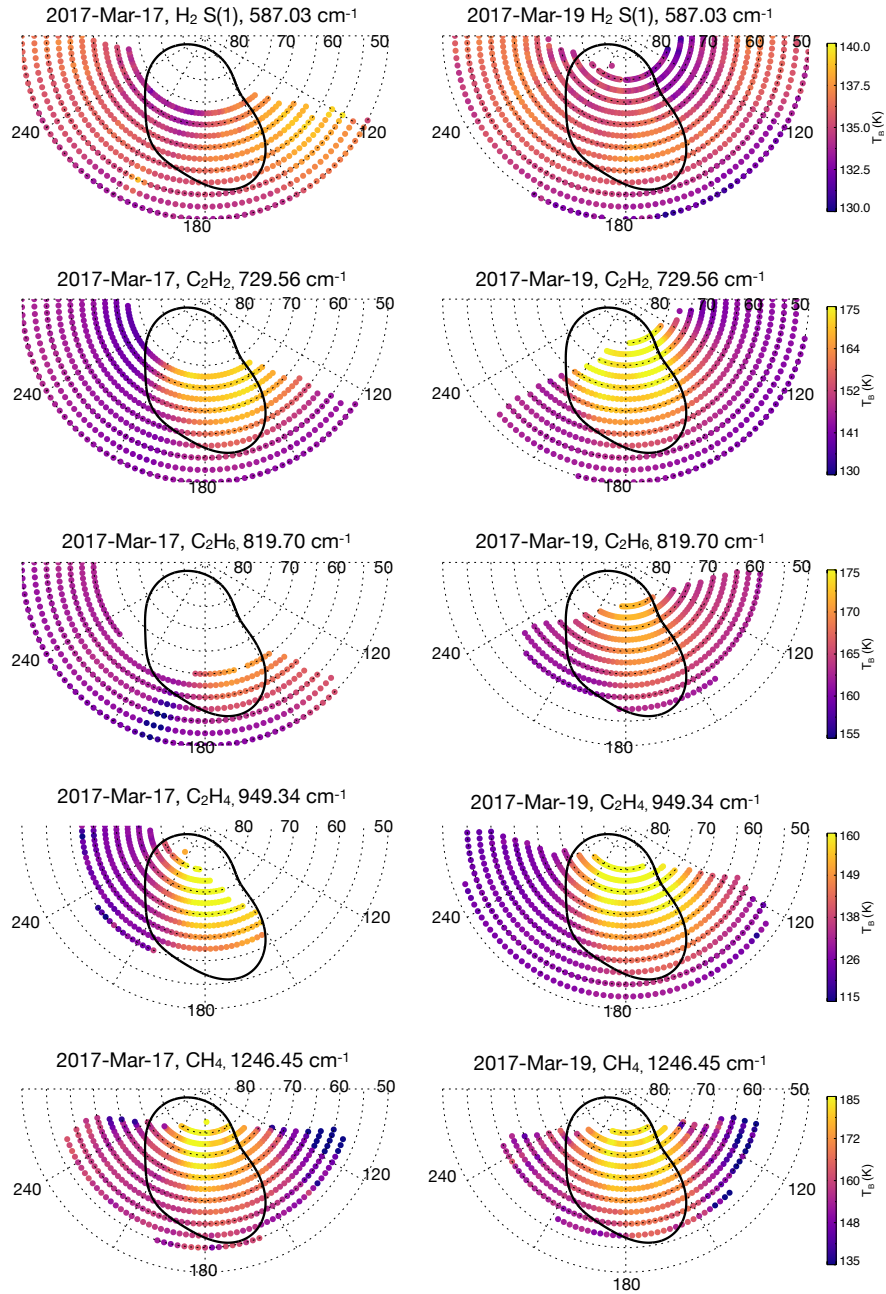 2017-Mar-17, H₂ S(1), 587.03 cm⁻¹
80 70 60 50
240
120
180
2017-Mar-19 H₂ S(1), 587.03 cm⁻¹
80 70 60 50
240
120
180
140.0
137.5
135.0
132.5
130.0
T_B (K)
2017-Mar-17, C₂H₂, 729.56 cm⁻¹
80 70 60 50
240
120
180
2017-Mar-19, C₂H₂, 729.56 cm⁻¹
80 70 60 50
240
120
180
175
164
152
141
130
T_B (K)
2017-Mar-17, C₂H₆, 819.70 cm⁻¹
80 70 60 50
240
120
180
2017-Mar-19, C₂H₆, 819.70 cm⁻¹
80 70 60 50
240
120
180
175
170
165
160
155
T_B (K)
2017-Mar-17, C₂H₄, 949.34 cm⁻¹
80 70 60 50
240
120
180
2017-Mar-19, C₂H₄, 949.34 cm⁻¹
80 70 60 50
240
120
180
160
149
138
126
115
T_B (K)
2017-Mar-17, CH₄, 1246.45 cm⁻¹
80 70 60 50
240
120
180
2017-Mar-19, CH₄, 1246.45 cm⁻¹
80 70 60 50
240
120
180
185
172
160
148
135
T_B (K)